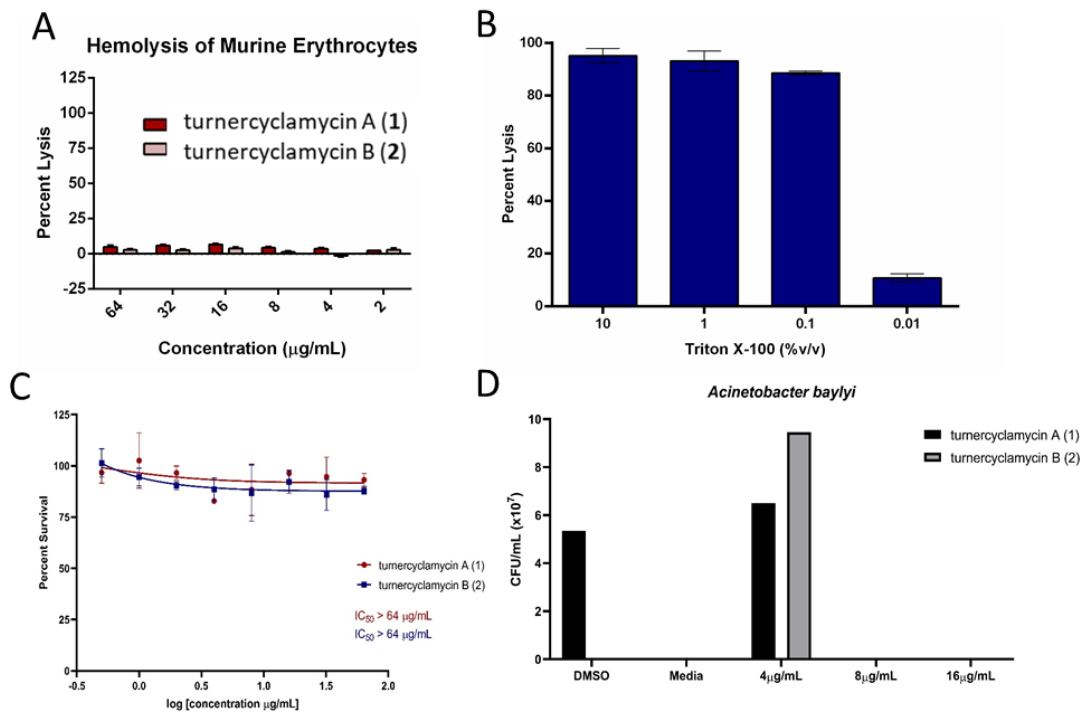 A
Hemolysis of Murine Erythrocytes
125
100
75
50
25
0
-25
Percent Lysis
turnercyclamycin A (1)
turnercyclamycin B (2)
64 32 16 8 4 2
Concentration (μg/mL)
B
100
80
60
40
20
0
Percent Lysis
10 1 0.1 0.01
Triton X-100 (%v/v)
C
125
100
75
50
25
0
Percent Survival
turnercyclamycin A (1)
turnercyclamycin B (2)
IC50 > 64 μg/mL
IC50 > 64 μg/mL
-0.5 0.0 0.5 1.0 1.5 2.0
log [concentration μg/mL]
D
Acinetobacter baylyi
10
8
6
4
2
0
CFU/mL (x10⁷)
turnercyclamycin A (1)
turnercyclamycin B (2)
DMSO Media 4μg/mL 8μg/mL 16μg/mL